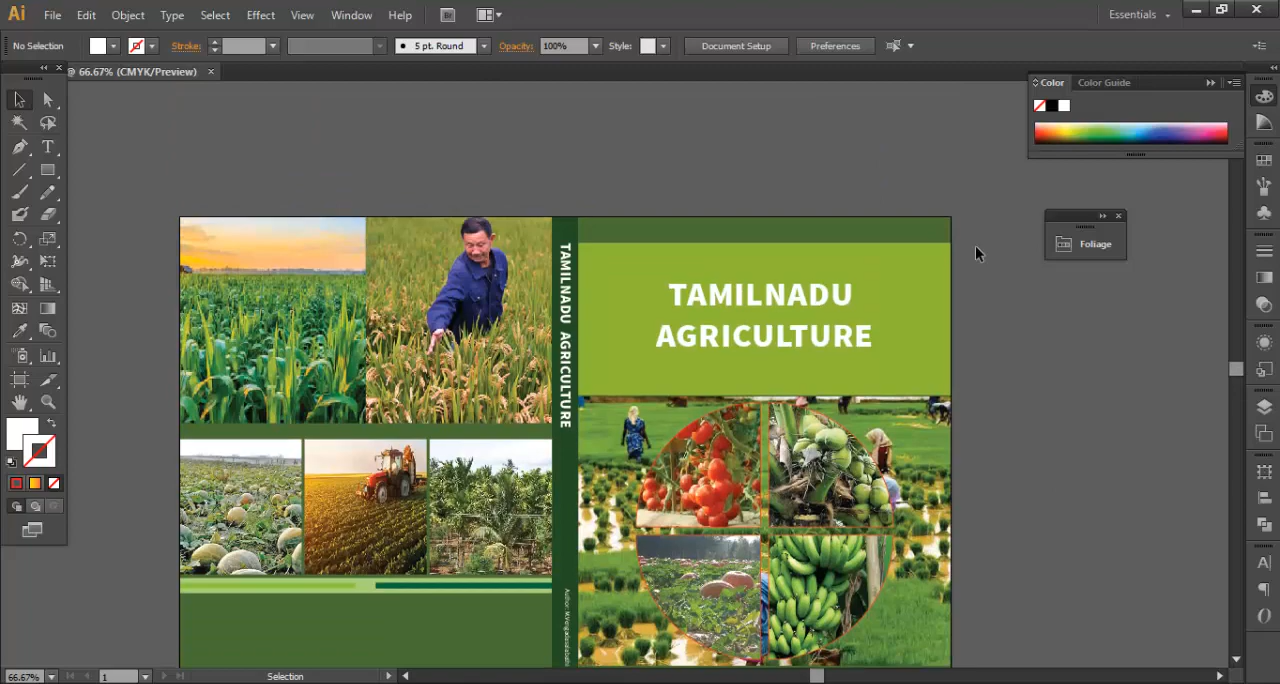 Ai File Edit Object Type Select Effect View Window Help Br Essentials
No Selection Stroke: 5 pt. Round Opacity: 100% Style: Document Setup Preferences
@ 66.67% (CMYK/Preview) ×
Color Color Guide
Foliage
TAMILNADU
AGRICULTURE
TAMILNADU AGRICULTURE
66.67% 1 Selection